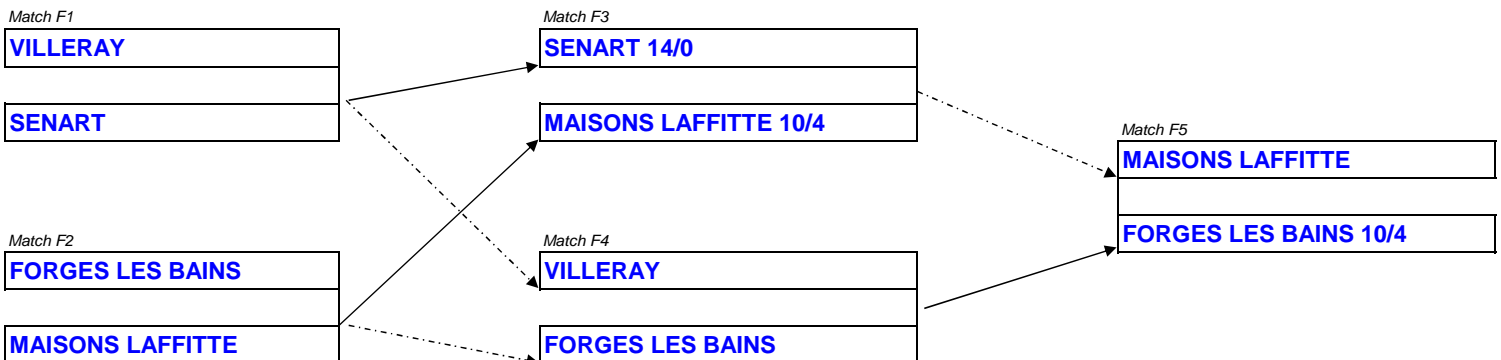 Match F1
VILLERAY
SENART
Match F2
FORGES LES BAINS
MAISONS LAFFITTE
Match F3
SENART 14/0
MAISONS LAFFITTE 10/4
Match F4
VILLERAY
FORGES LES BAINS
Match F5
MAISONS LAFFITTE
FORGES LES BAINS 10/4